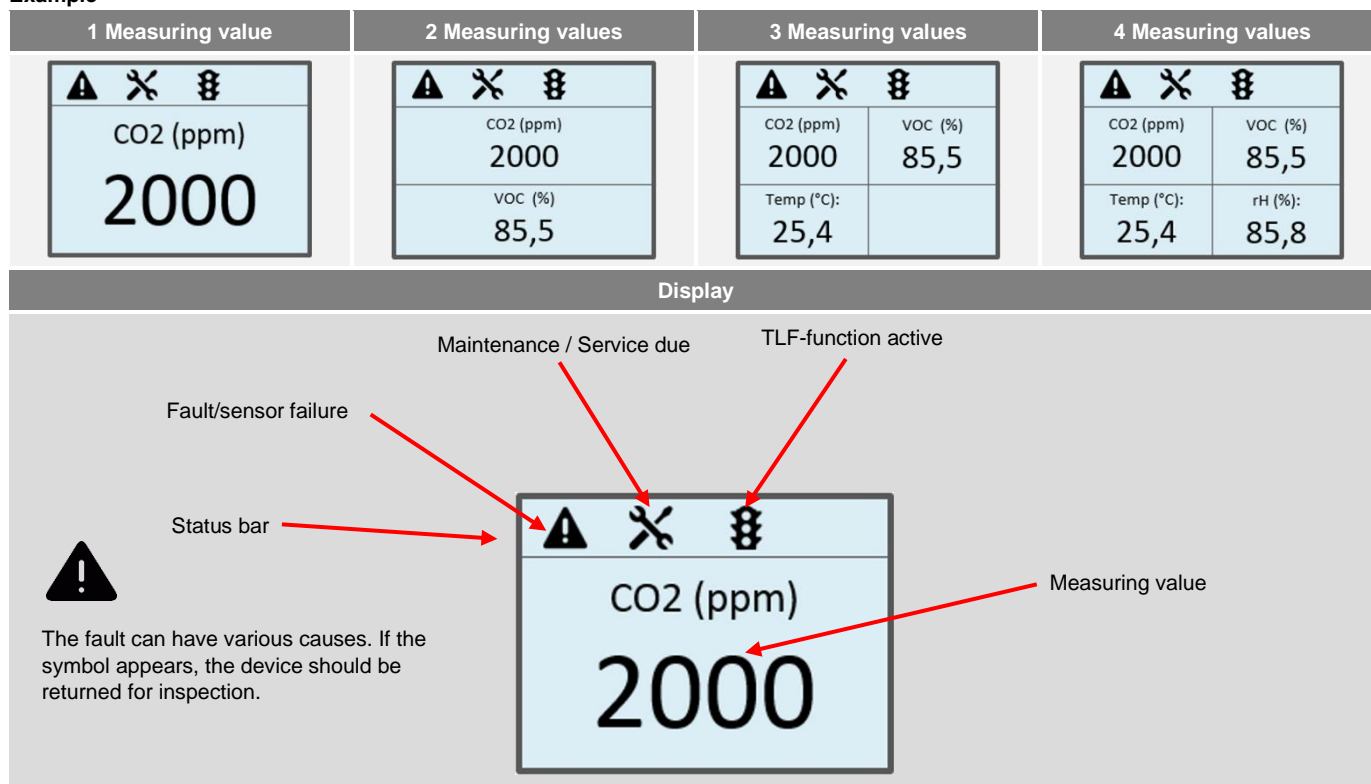 Example
1 Measuring value
2 Measuring values
3 Measuring values
4 Measuring values
CO2 (ppm)
2000
CO2 (ppm)
2000
VOC (%)
85,5
CO2 (ppm)
VOC (%)
2000
85,5
Temp (°C):
25,4
CO2 (ppm)
VOC (%)
2000
85,5
Temp (°C):
rH (%):
25,4
85,8
Display
Maintenance / Service due
TLF-function active
Fault/sensor failure
Status bar
CO2 (ppm)
2000
Measuring value
The fault can have various causes. If the
symbol appears, the device should be
returned for inspection.